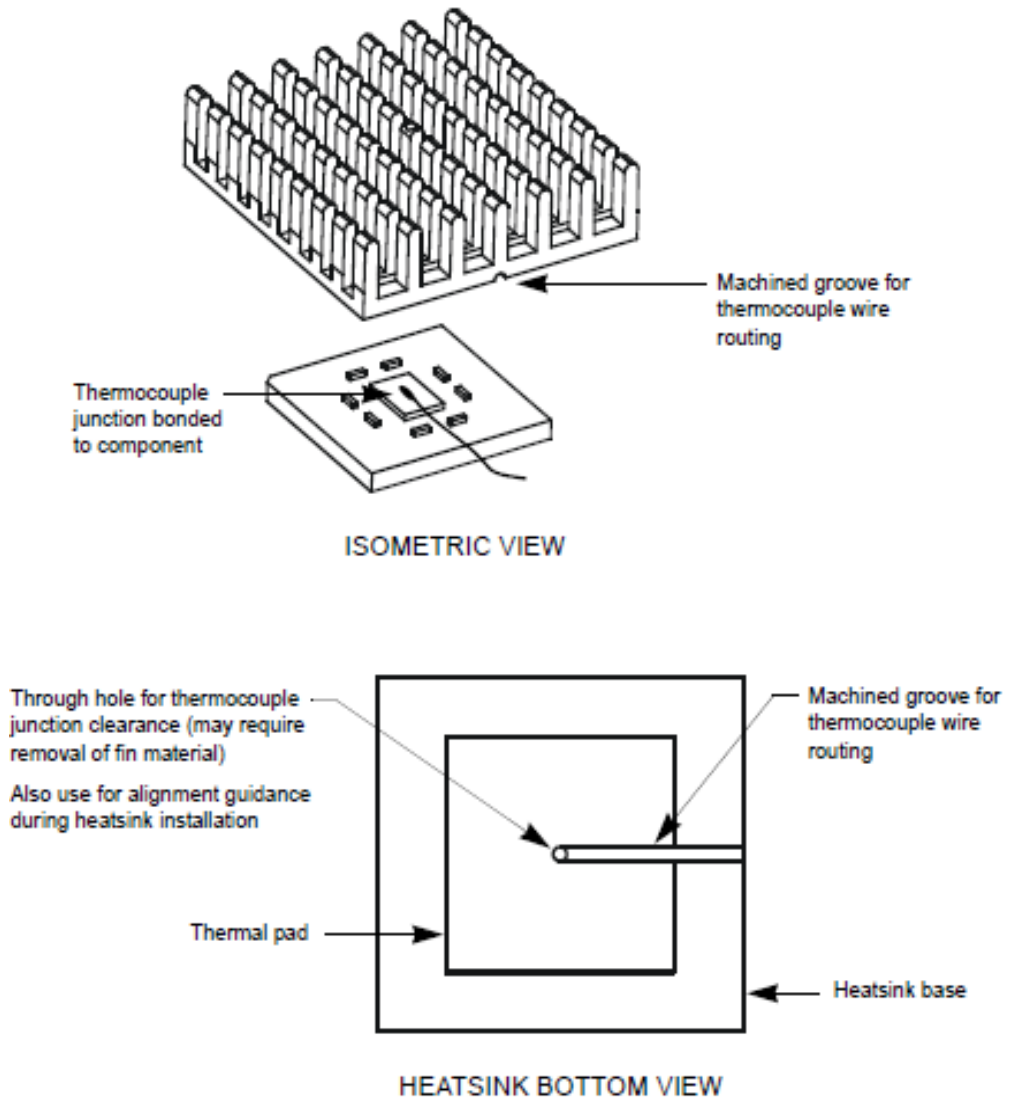 Machined groove for
thermocouple wire
routing
Thermocouple
junction bonded
to component
ISOMETRIC VIEW
Through hole for thermocouple
junction clearance (may require
removal of fin material)
Also use for alignment guidance
during heatsink installation
Machined groove for
thermocouple wire
routing
Thermal pad
Heatsink base
HEATSINK BOTTOM VIEW